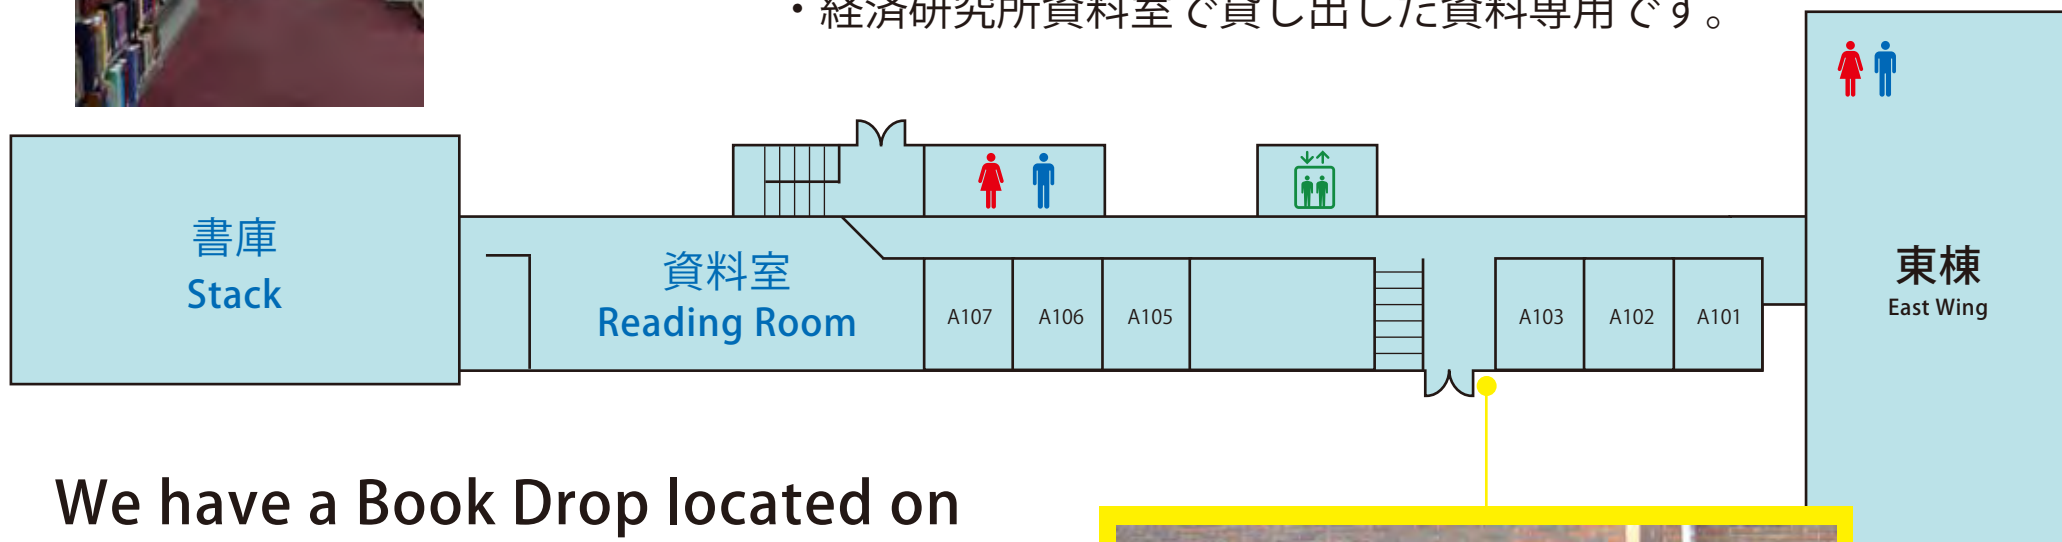 ・経済研究所資料室で貸し出した資料専用です。
書庫
Stack
資料室
Reading Room
A107
A106
A105
A103
A102
A101
東棟
East Wing
We have a Book Drop located on